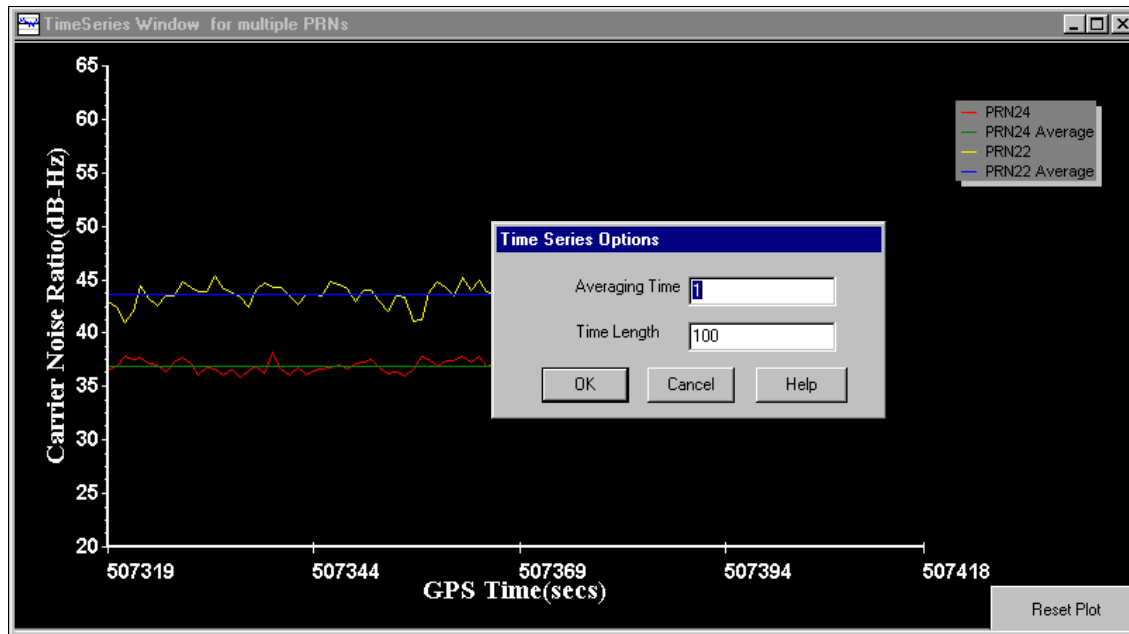 TimeSeries Window for multiple PRNs
65
60
55
50
45
40
35
30
25
20
Carrier Noise Ratio(dB-Hz)
PRN24
PRN24 Average
PRN22
PRN22 Average
Time Series Options
Averaging Time 1
Time Length 100
OK Cancel Help
507319 507344 507369 507394 507418
GPS Time(secs)
Reset Plot